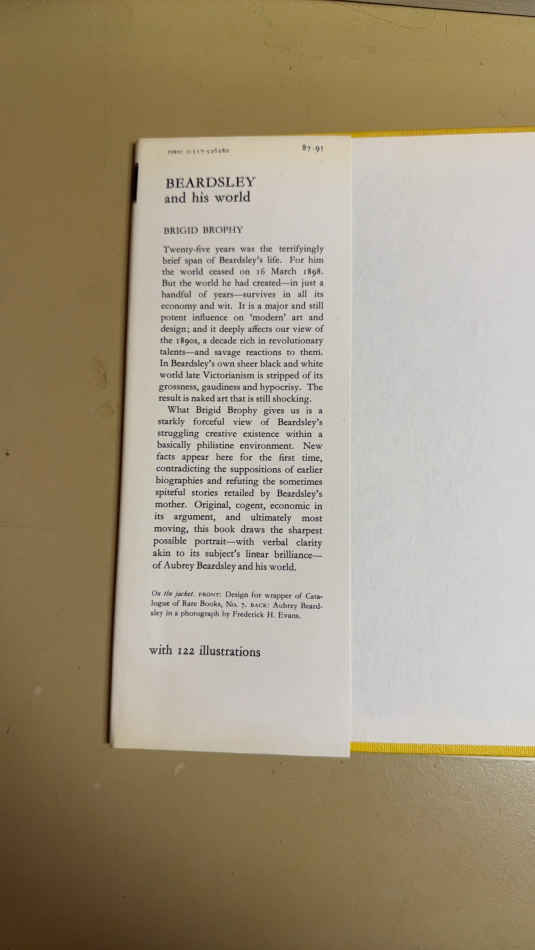 $7.95
BEARDSLEY
and his world
BRIGID BROPHY
Twenty-five years was the terrifyingly
brief span of Beardsley's life. For him
the world ceased on 16 March 1898.
But the world he had created—in just a
handful of years—survives in all its
economy and wit. It is a major and still
potent influence on 'modern' art and
design; and it deeply affects our view of
the 1890s, a decade rich in revolutionary
talents—and savage reactions to them.
In Beardsley's own sheer black and white
world late Victorianism is stripped of its
grossness, gaudiness and hypocrisy. The
result is naked art that is still shocking.
What Brigid Brophy gives us is a
starkly forceful view of Beardsley's
struggling creative existence within a
basically philistine environment. New
facts appear here for the first time,
contradicting the suppositions of earlier
biographies and refuting the sometimes
spiteful stories retailed by Beardsley's
mother. Original, cogent, economic in
its argument, and ultimately most
moving, this book draws the sharpest
possible portrait—with verbal clarity
akin to its subject's linear brilliance—
of Aubrey Beardsley and his world.
On the jacket. FRONT: Design for wrapper of Cata-
logue of Rare Books, No. 7. BACK: Aubrey Beard-
sley in a photograph by Frederick H. Evans.
with 122 illustrations